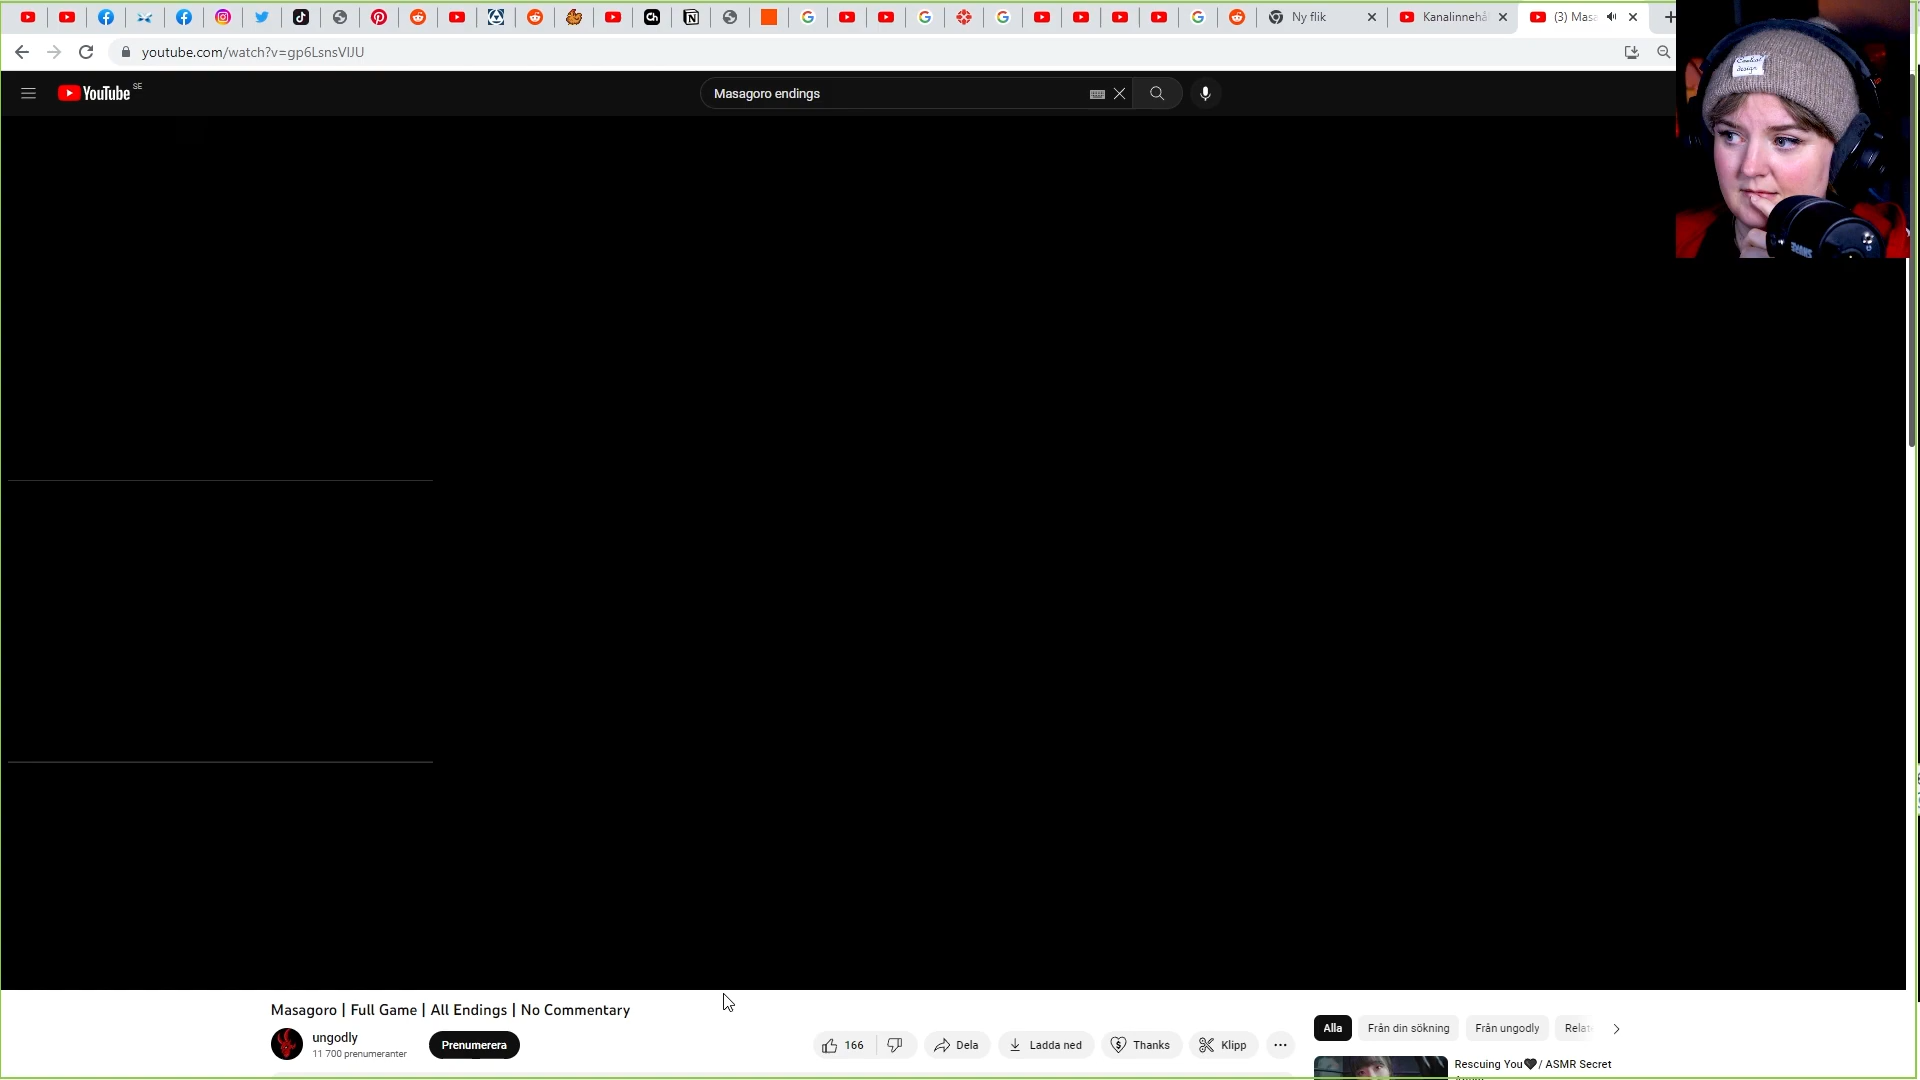 Ny flik
Kanalinnehål
(3) Masa
youtube.com/watch?v=gp6LsnsVIJU
YouTube SE
Masagoro endings
Masagoro | Full Game | All Endings | No Commentary
ungodly
11 700 prenumeranter
Prenumerera
166
Dela
Ladda ned
Thanks
Klipp
Alla
Från din sökning
Från ungodly
Relate
Rescuing You🖤/ ASMR Secret